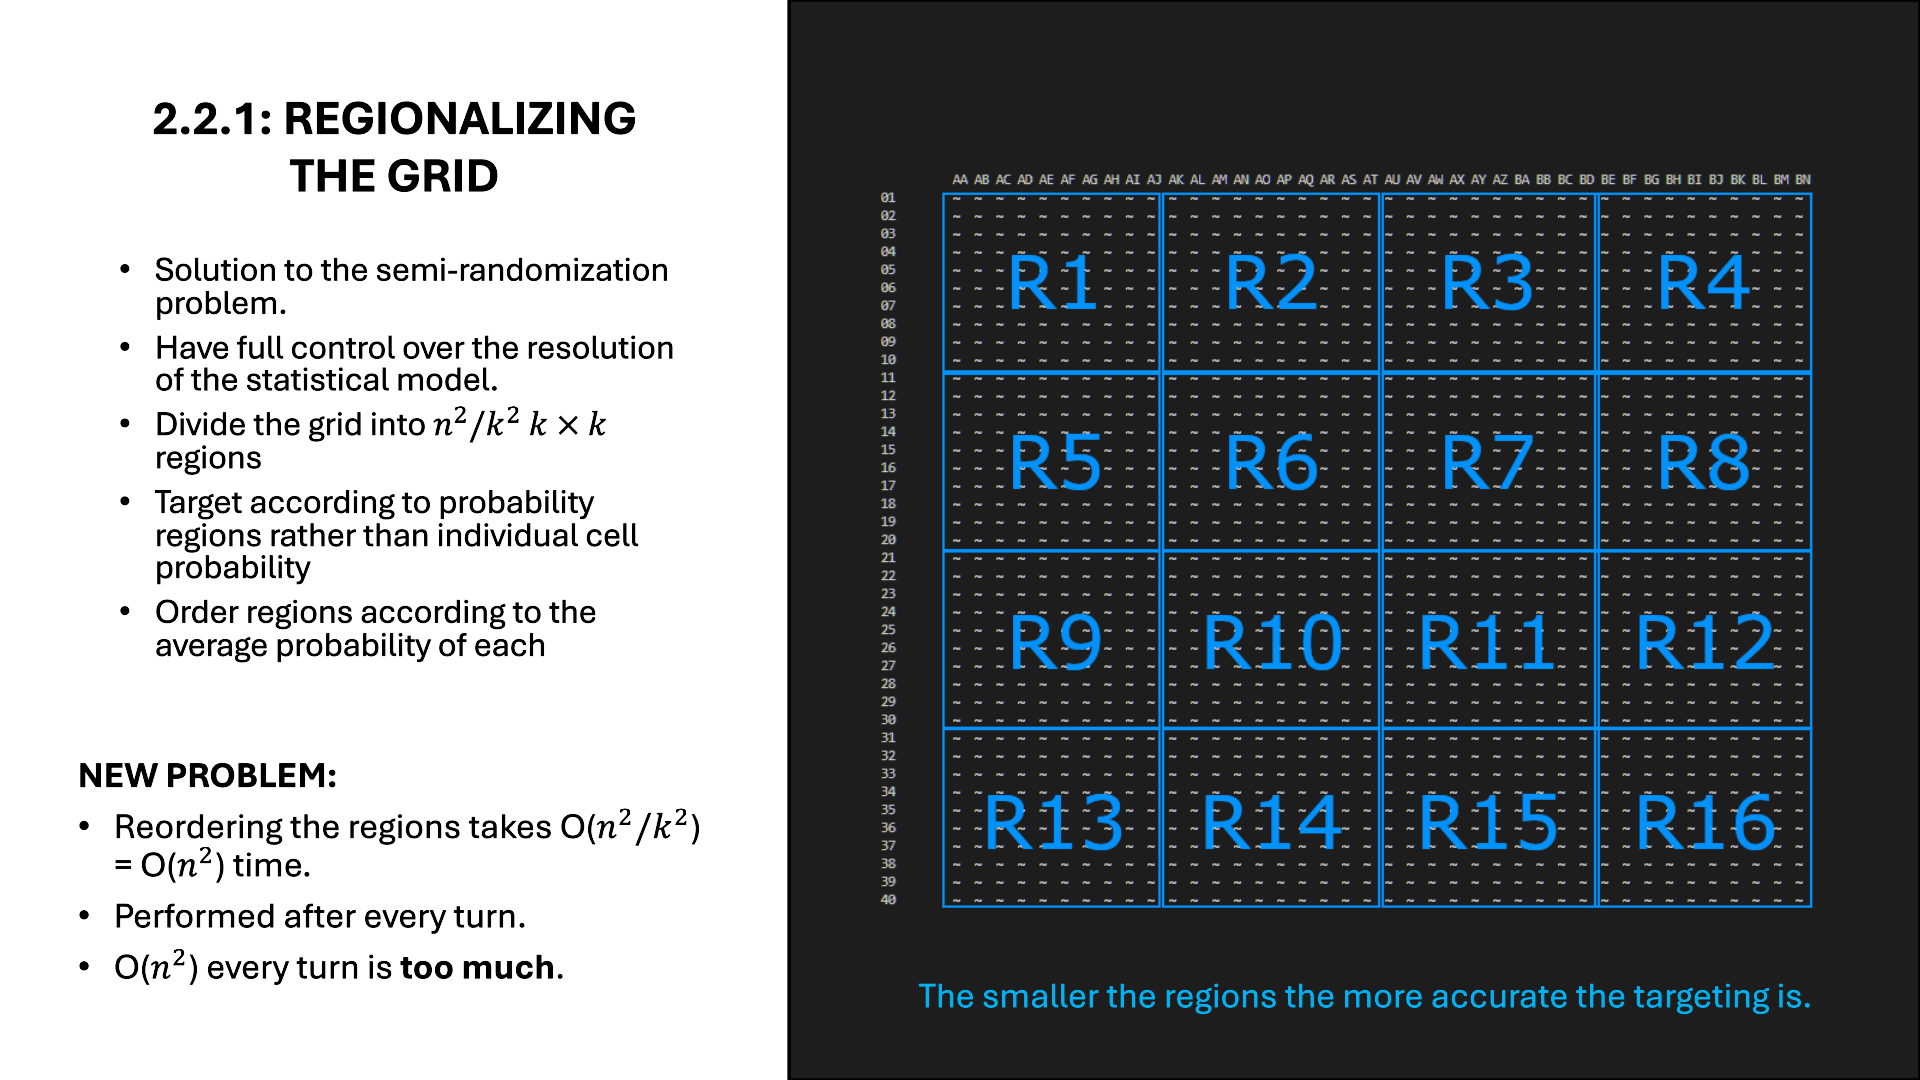 2.2.1: REGIONALIZING
THE GRID
• Solution to the semi-randomization
problem.
• Have full control over the resolution
of the statistical model.
• Divide the grid into n²/k² k × k
regions
• Target according to probability
regions rather than individual cell
probability
• Order regions according to the
average probability of each
NEW PROBLEM:
• Reordering the regions takes O(n²/k²)
= O(n²) time.
• Performed after every turn.
• O(n²) every turn is too much.
AA AB AC AD AE AF AG AH AI AJ AK AL AM AN AO AP AQ AR AS AT AU AV AW AX AY AZ BA BB BC BD BE BF BG BH BI BJ BK BL BM BN
01
02
03
04
05
06
07
08
09
10
R1 R2 R3 R4
11
12
13
14
15
16
17
18
19
20
R5 R6 R7 R8
21
22
23
24
25
26
27
28
29
30
R9 R10 R11 R12
31
32
33
34
35
36
37
38
39
40
R13 R14 R15 R16
The smaller the regions the more accurate the targeting is.